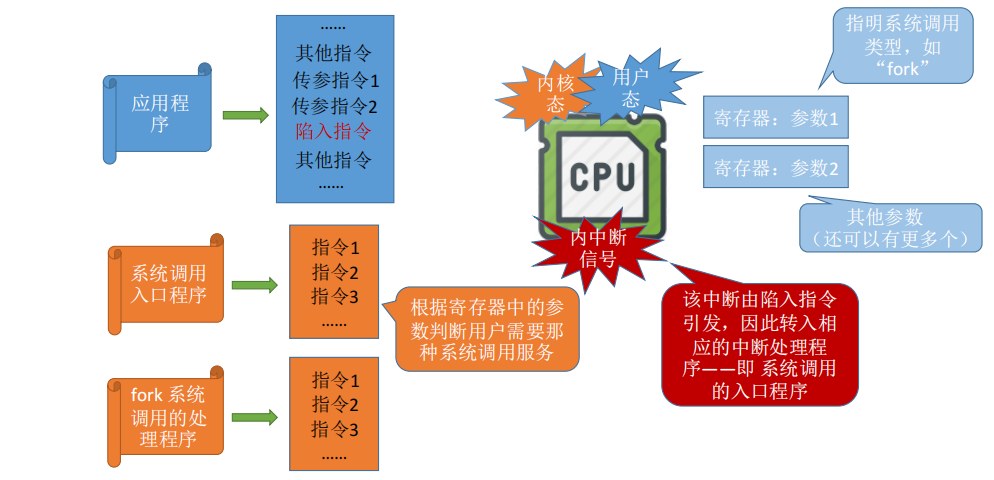 应用程
序
……
其他指令
传参指令1
传参指令2
陷入指令
其他指令
……
内核
态
用户
态
CPU
内中断
信号
指明系统调用
类型，如
“fork”
寄存器：参数1
寄存器：参数2
其他参数
（还可以有更多个）
系统调用
入口程序
指令1
指令2
指令3
……
根据寄存器中的参
数判断用户需要那
种系统调用服务
该中断由陷入指令
引发，因此转入相
应的中断处理程
序——即 系统调用
的入口程序
fork 系统
调用的处
理程序
指令1
指令2
指令3
……